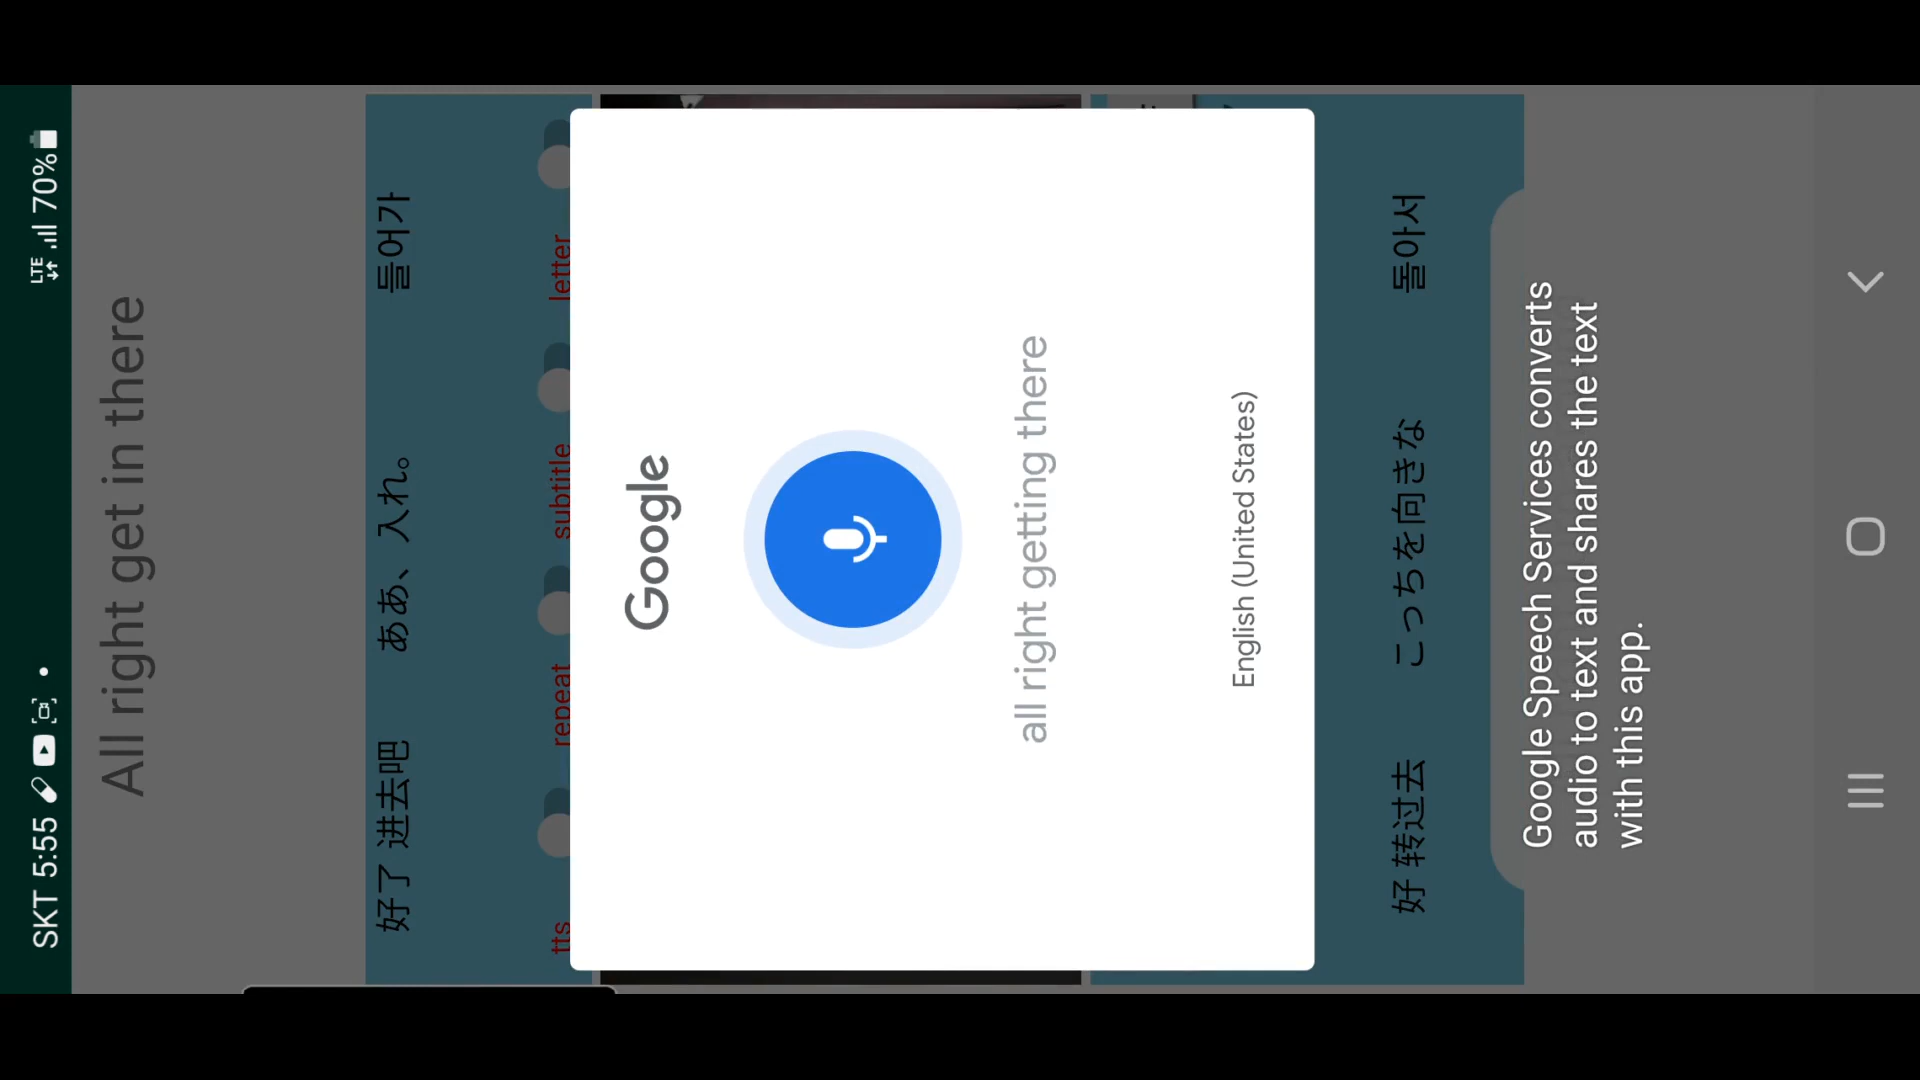 SKT 5:55
LTE 70%
All right get in there
好了 进去吧
ああ、入れ。
들어가
tts
repeat
subtitle
letter
Google
all right getting there
English (United States)
好 转过去
こっちを向きな
돌아서
Google Speech Services converts
audio to text and shares the text
with this app.